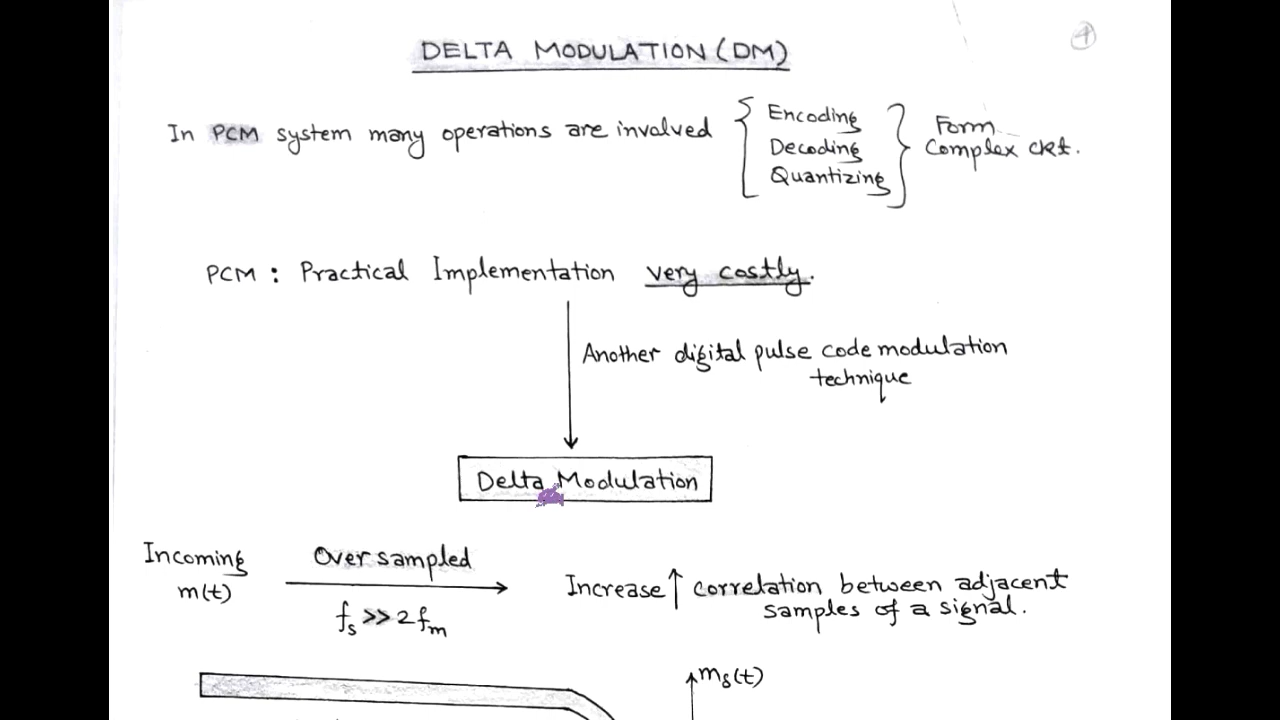 ④
DELTA MODULATION (DM)
In PCM system many operations are involved { Encoding
Decoding
Quantizing } Form
Complex ckt.
PCM : Practical Implementation very costly.
Another digital pulse code modulation
technique
Delta Modulation
Incoming
m(t)
Over sampled
fs >> 2fm
Increase ↑ correlation between adjacent
samples of a signal.
ms(t)